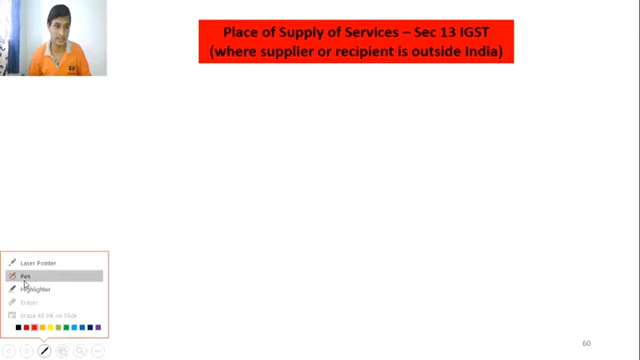 Place of Supply of Services – Sec 13 IGST
(where supplier or recipient is outside India)
Laser Pointer
Pen
Highlighter
Eraser
Erase All Ink on Slide
60